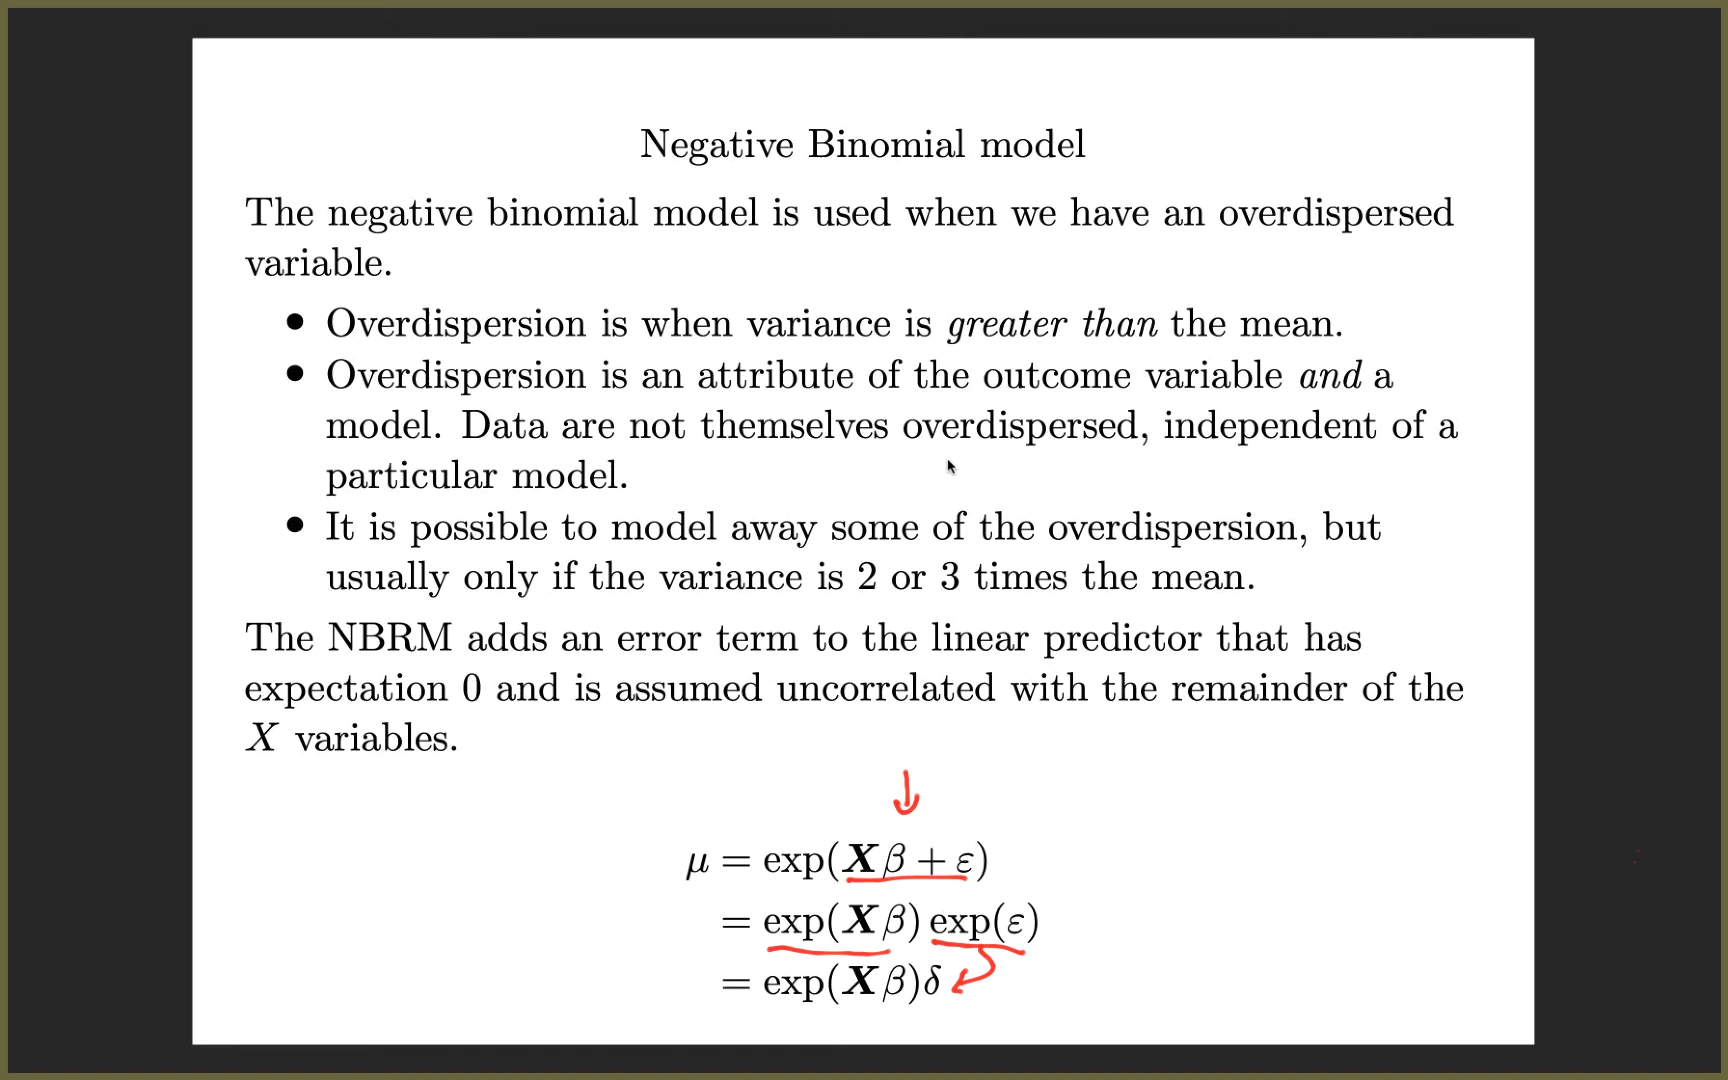 Negative Binomial model
The negative binomial model is used when we have an overdispersed
variable.
• Overdispersion is when variance is greater than the mean.
• Overdispersion is an attribute of the outcome variable and a
model. Data are not themselves overdispersed, independent of a
particular model.
• It is possible to model away some of the overdispersion, but
usually only if the variance is 2 or 3 times the mean.
The NBRM adds an error term to the linear predictor that has
expectation 0 and is assumed uncorrelated with the remainder of the
X variables.
μ = exp(Xβ + ε)
= exp(Xβ) exp(ε)
= exp(Xβ)δ